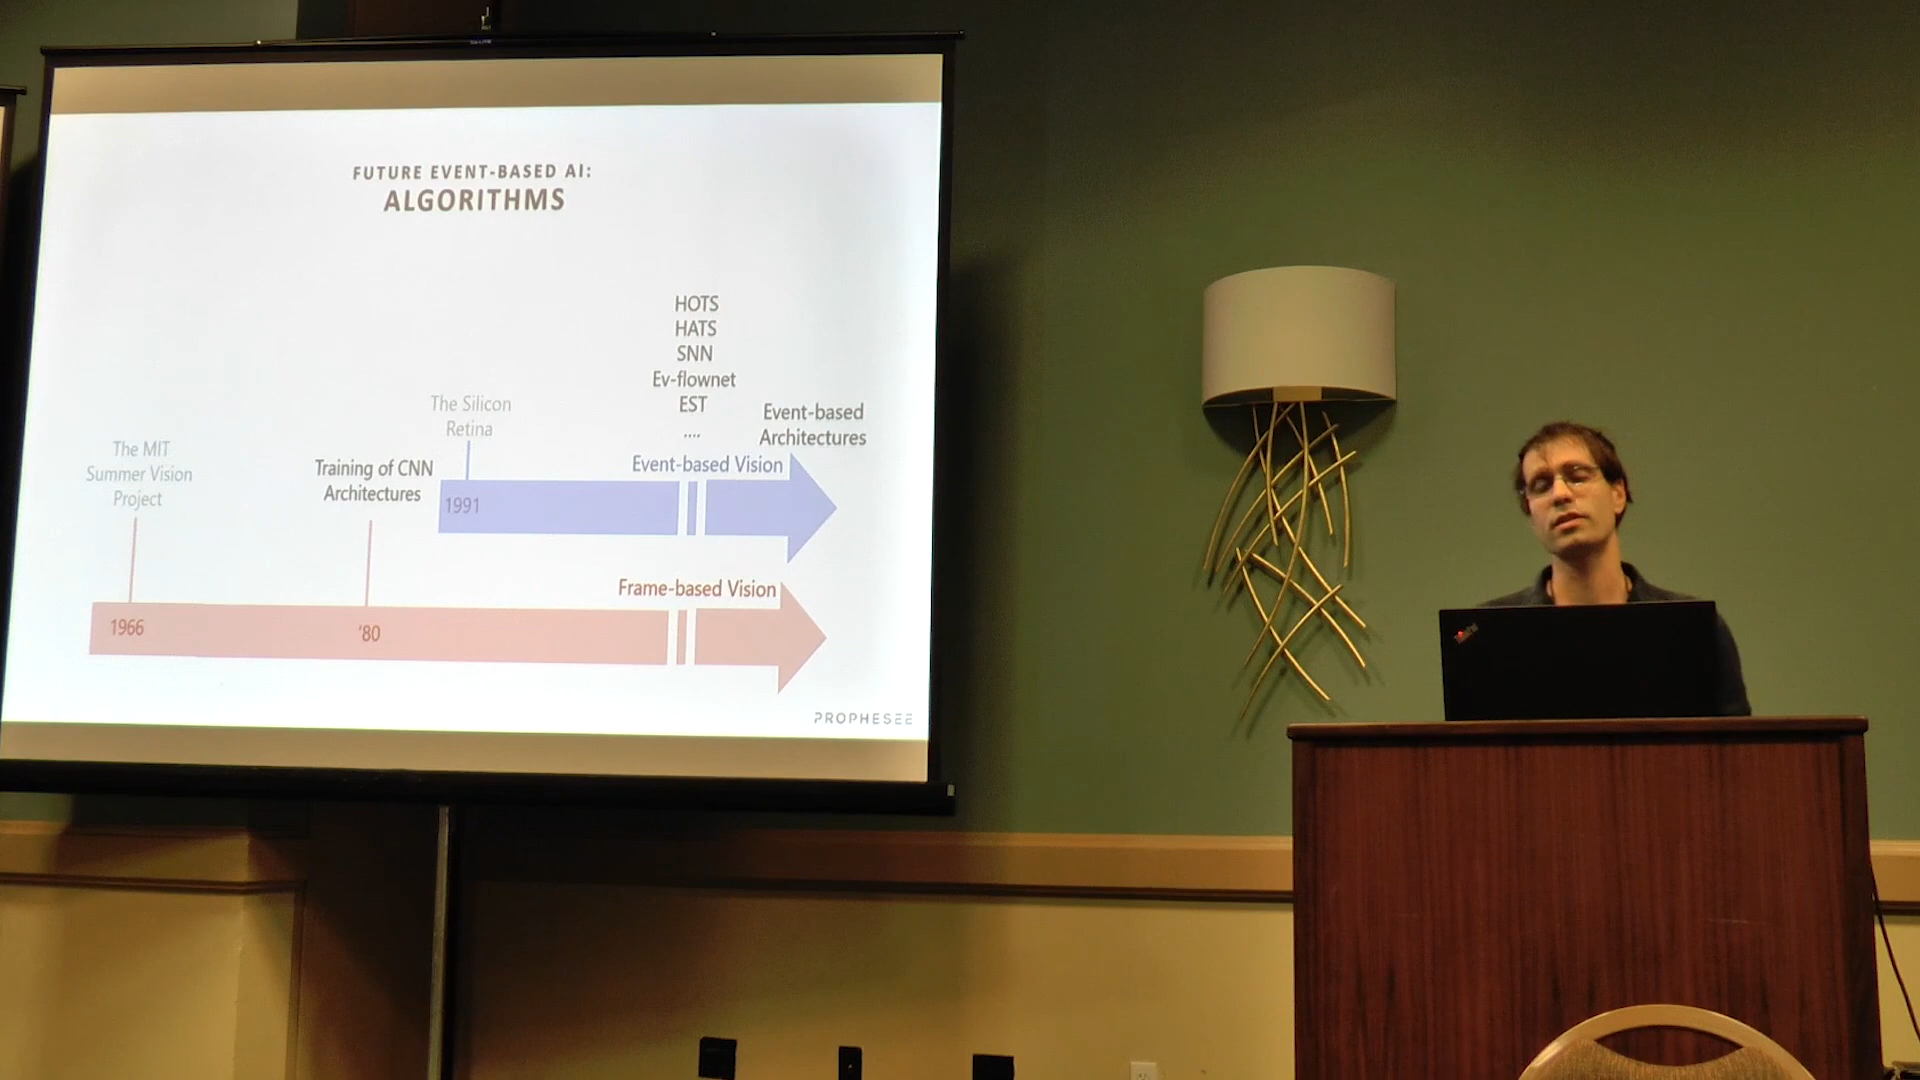 FUTURE EVENT-BASED AI:
ALGORITHMS
HOTS
HATS
SNN
Ev-flownet
EST
....
Event-based
Architectures
The Silicon
Retina
The MIT
Summer Vision
Project
Training of CNN
Architectures
Event-based Vision
1991
Frame-based Vision
1966
'80
PROPHESEE
ThinkPad